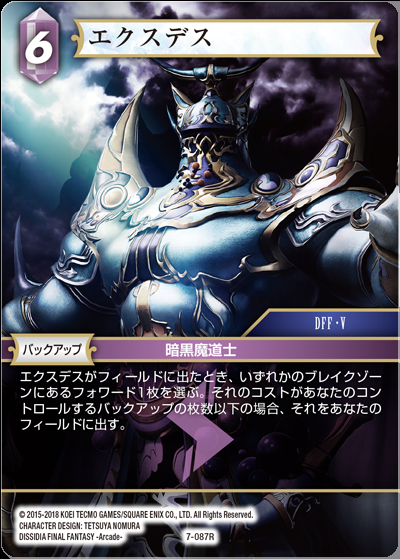 6
エクスデス
DFF・V
バックアップ
暗黒魔道士
エクスデスがフィールドに出たとき、いずれかのブレイクゾ
ーンにあるフォワード1枚を選ぶ。それのコストがあなたのコン
トロールするバックアップの枚数以下の場合、それをあなたの
フィールドに出す。
© 2015-2018 KOEI TECMO GAMES/SQUARE ENIX CO., LTD. All Rights Reserved.
CHARACTER DESIGN: TETSUYA NOMURA
DISSIDIA FINAL FANTASY -Arcade-
7-087R